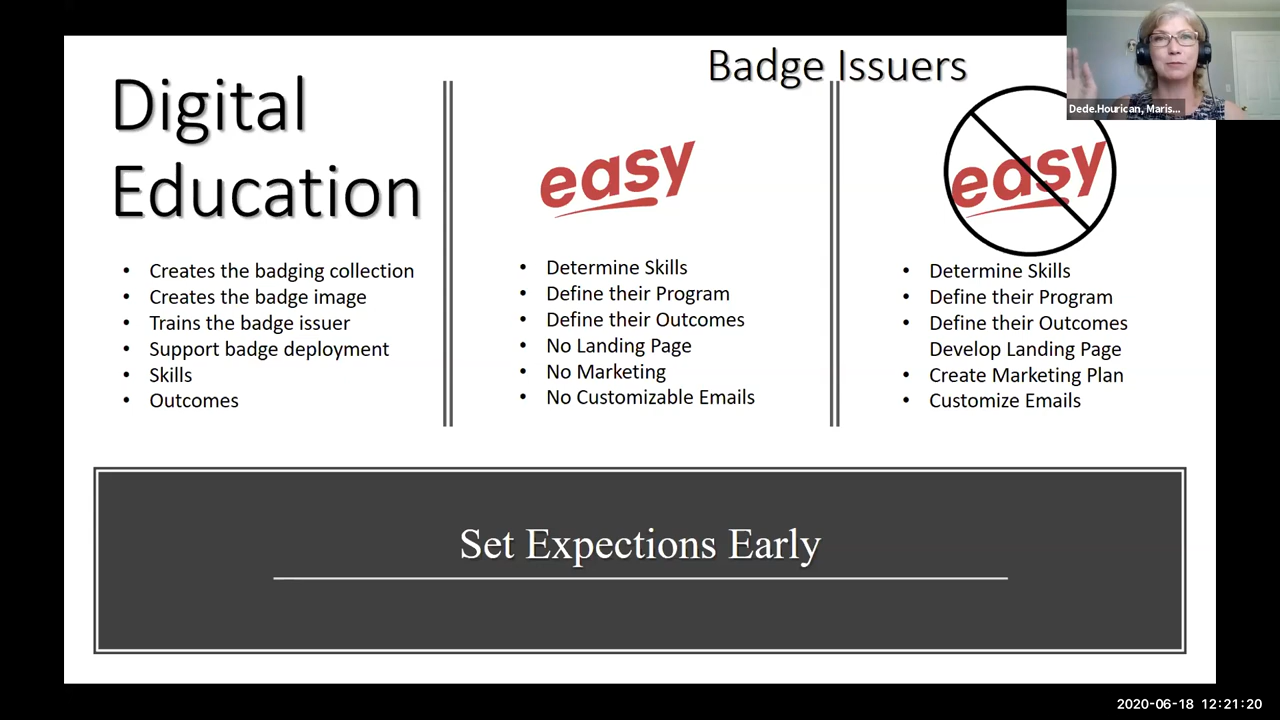 Digital
Education
• Creates the badging collection
• Creates the badge image
• Trains the badge issuer
• Support badge deployment
• Skills
• Outcomes
Badge Issuers
easy
• Determine Skills
• Define their Program
• Define their Outcomes
• No Landing Page
• No Marketing
• No Customizable Emails
easy
• Determine Skills
• Define their Program
• Define their Outcomes
Develop Landing Page
• Create Marketing Plan
• Customize Emails
Set Expections Early
Dede.Hourican, Maris...
2020-06-18 12:21:20